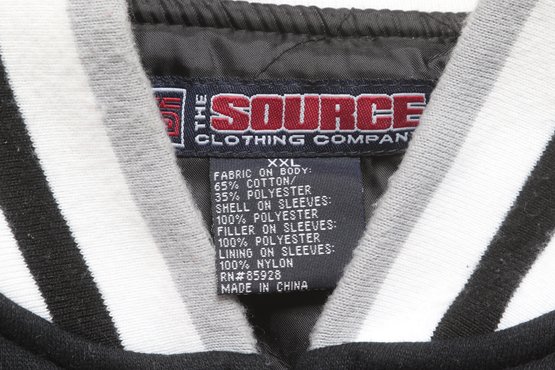 THE SOURCE
CLOTHING COMPANY
XXL
FABRIC ON BODY:
65% COTTON/
35% POLYESTER
SHELL ON SLEEVES:
100% POLYESTER
FILLER ON SLEEVES:
100% POLYESTER
LINING ON SLEEVES:
100% NYLON
RN#85928
MADE IN CHINA